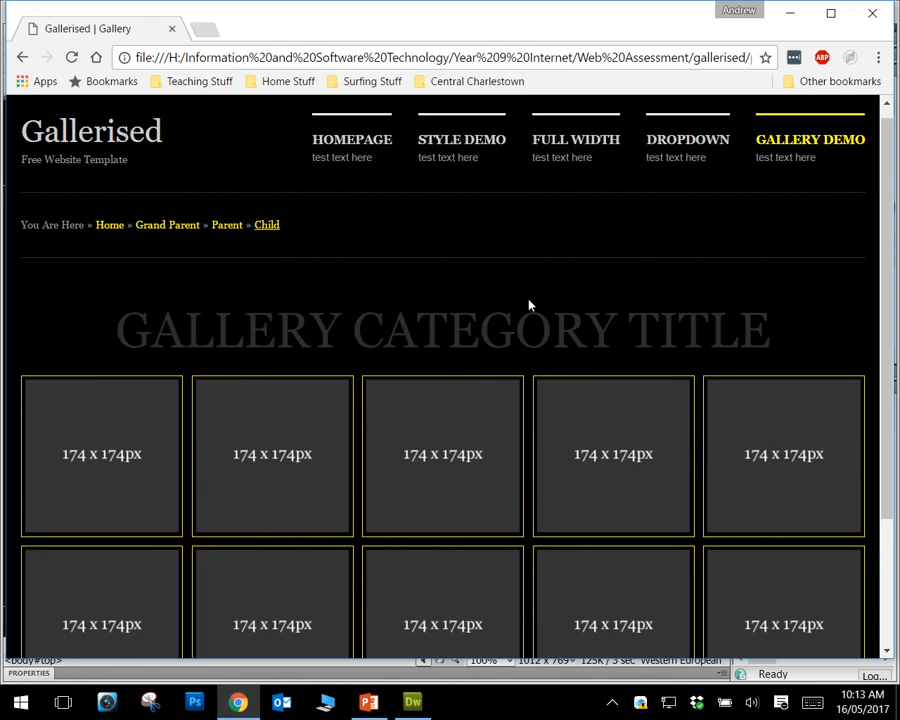 Andrew
Gallerised | Gallery
file:///H:/Information%20and%20Software%20Technology/Year%209%20Internet/Web%20Assessment/gallerised/
Apps Bookmarks Teaching Stuff Home Stuff Surfing Stuff Central Charlestown Other bookmarks
ABP
Gallerised
Free Website Template
HOMEPAGE STYLE DEMO FULL WIDTH DROPDOWN GALLERY DEMO
test text here test text here test text here test text here test text here
You Are Here » Home » Grand Parent » Parent » Child
GALLERY CATEGORY TITLE
174 x 174px 174 x 174px 174 x 174px 174 x 174px 174 x 174px
174 x 174px 174 x 174px 174 x 174px 174 x 174px 174 x 174px
<body#top> 100% 1012 x 769 125K / 3 sec Western European
PROPERTIES Ready Log...
Ps Dw
10:13 AM
16/05/2017